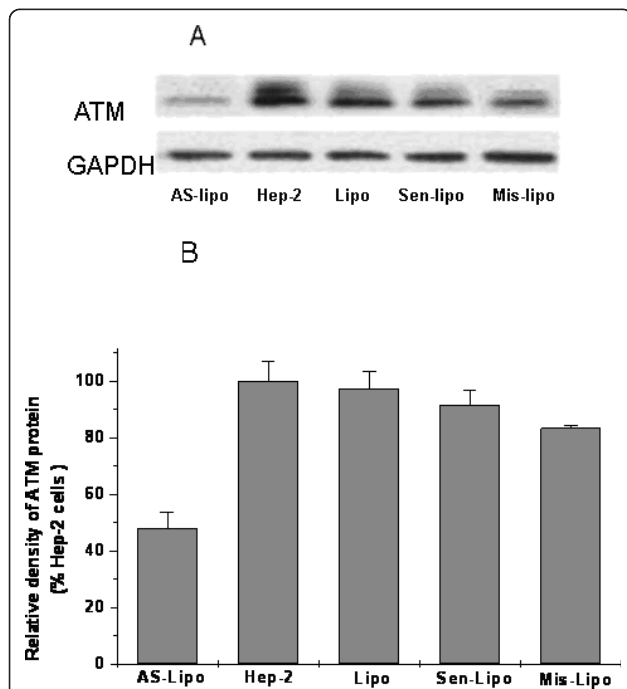 A
ATM
GAPDH
AS-lipo Hep-2 Lipo Sen-lipo Mis-lipo
B
Relative density of ATM protein
(% Hep-2 cells )
100
80
60
40
20
0
AS-Lipo Hep-2 Lipo Sen-Lipo Mis-Lipo